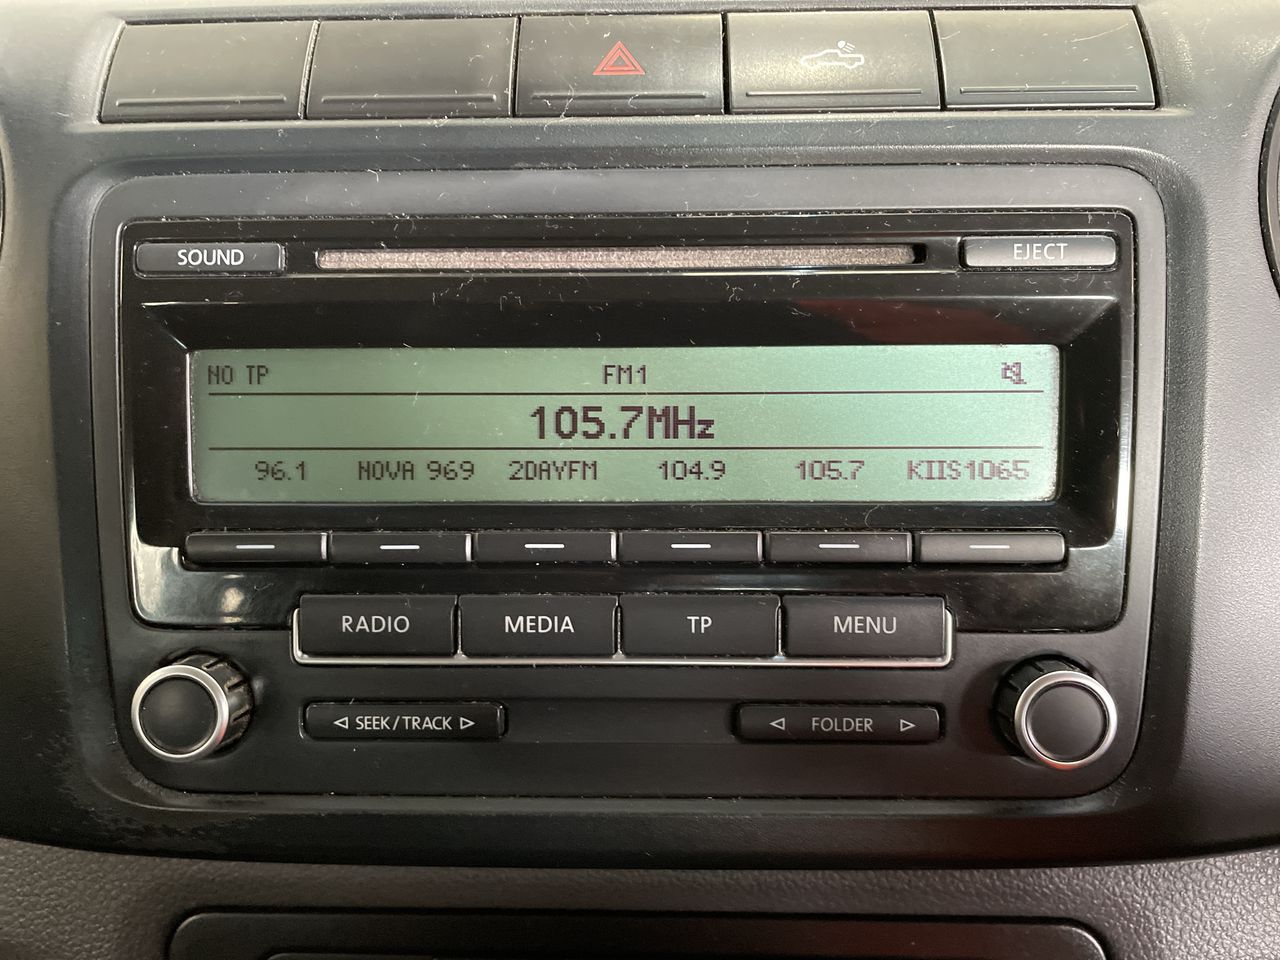 SOUND
EJECT
NO TP FM1
105.7MHz
96.1 NOVA 969 2DAYFM 104.9 105.7 KIIS1065
RADIO MEDIA TP MENU
SEEK/TRACK FOLDER